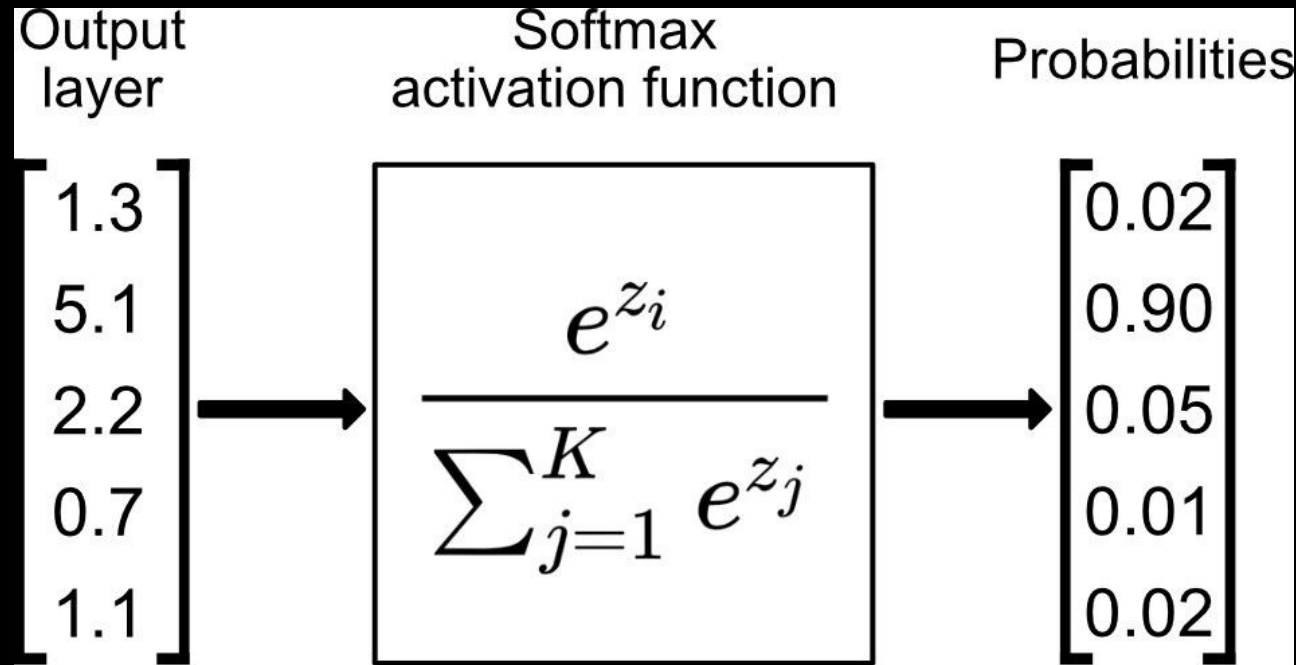 Output
layer
Softmax
activation function
Probabilities
1.3
5.1
2.2
0.7
1.1
e^{z_i}
∑_{j=1}^{K} e^{z_j}
0.02
0.90
0.05
0.01
0.02